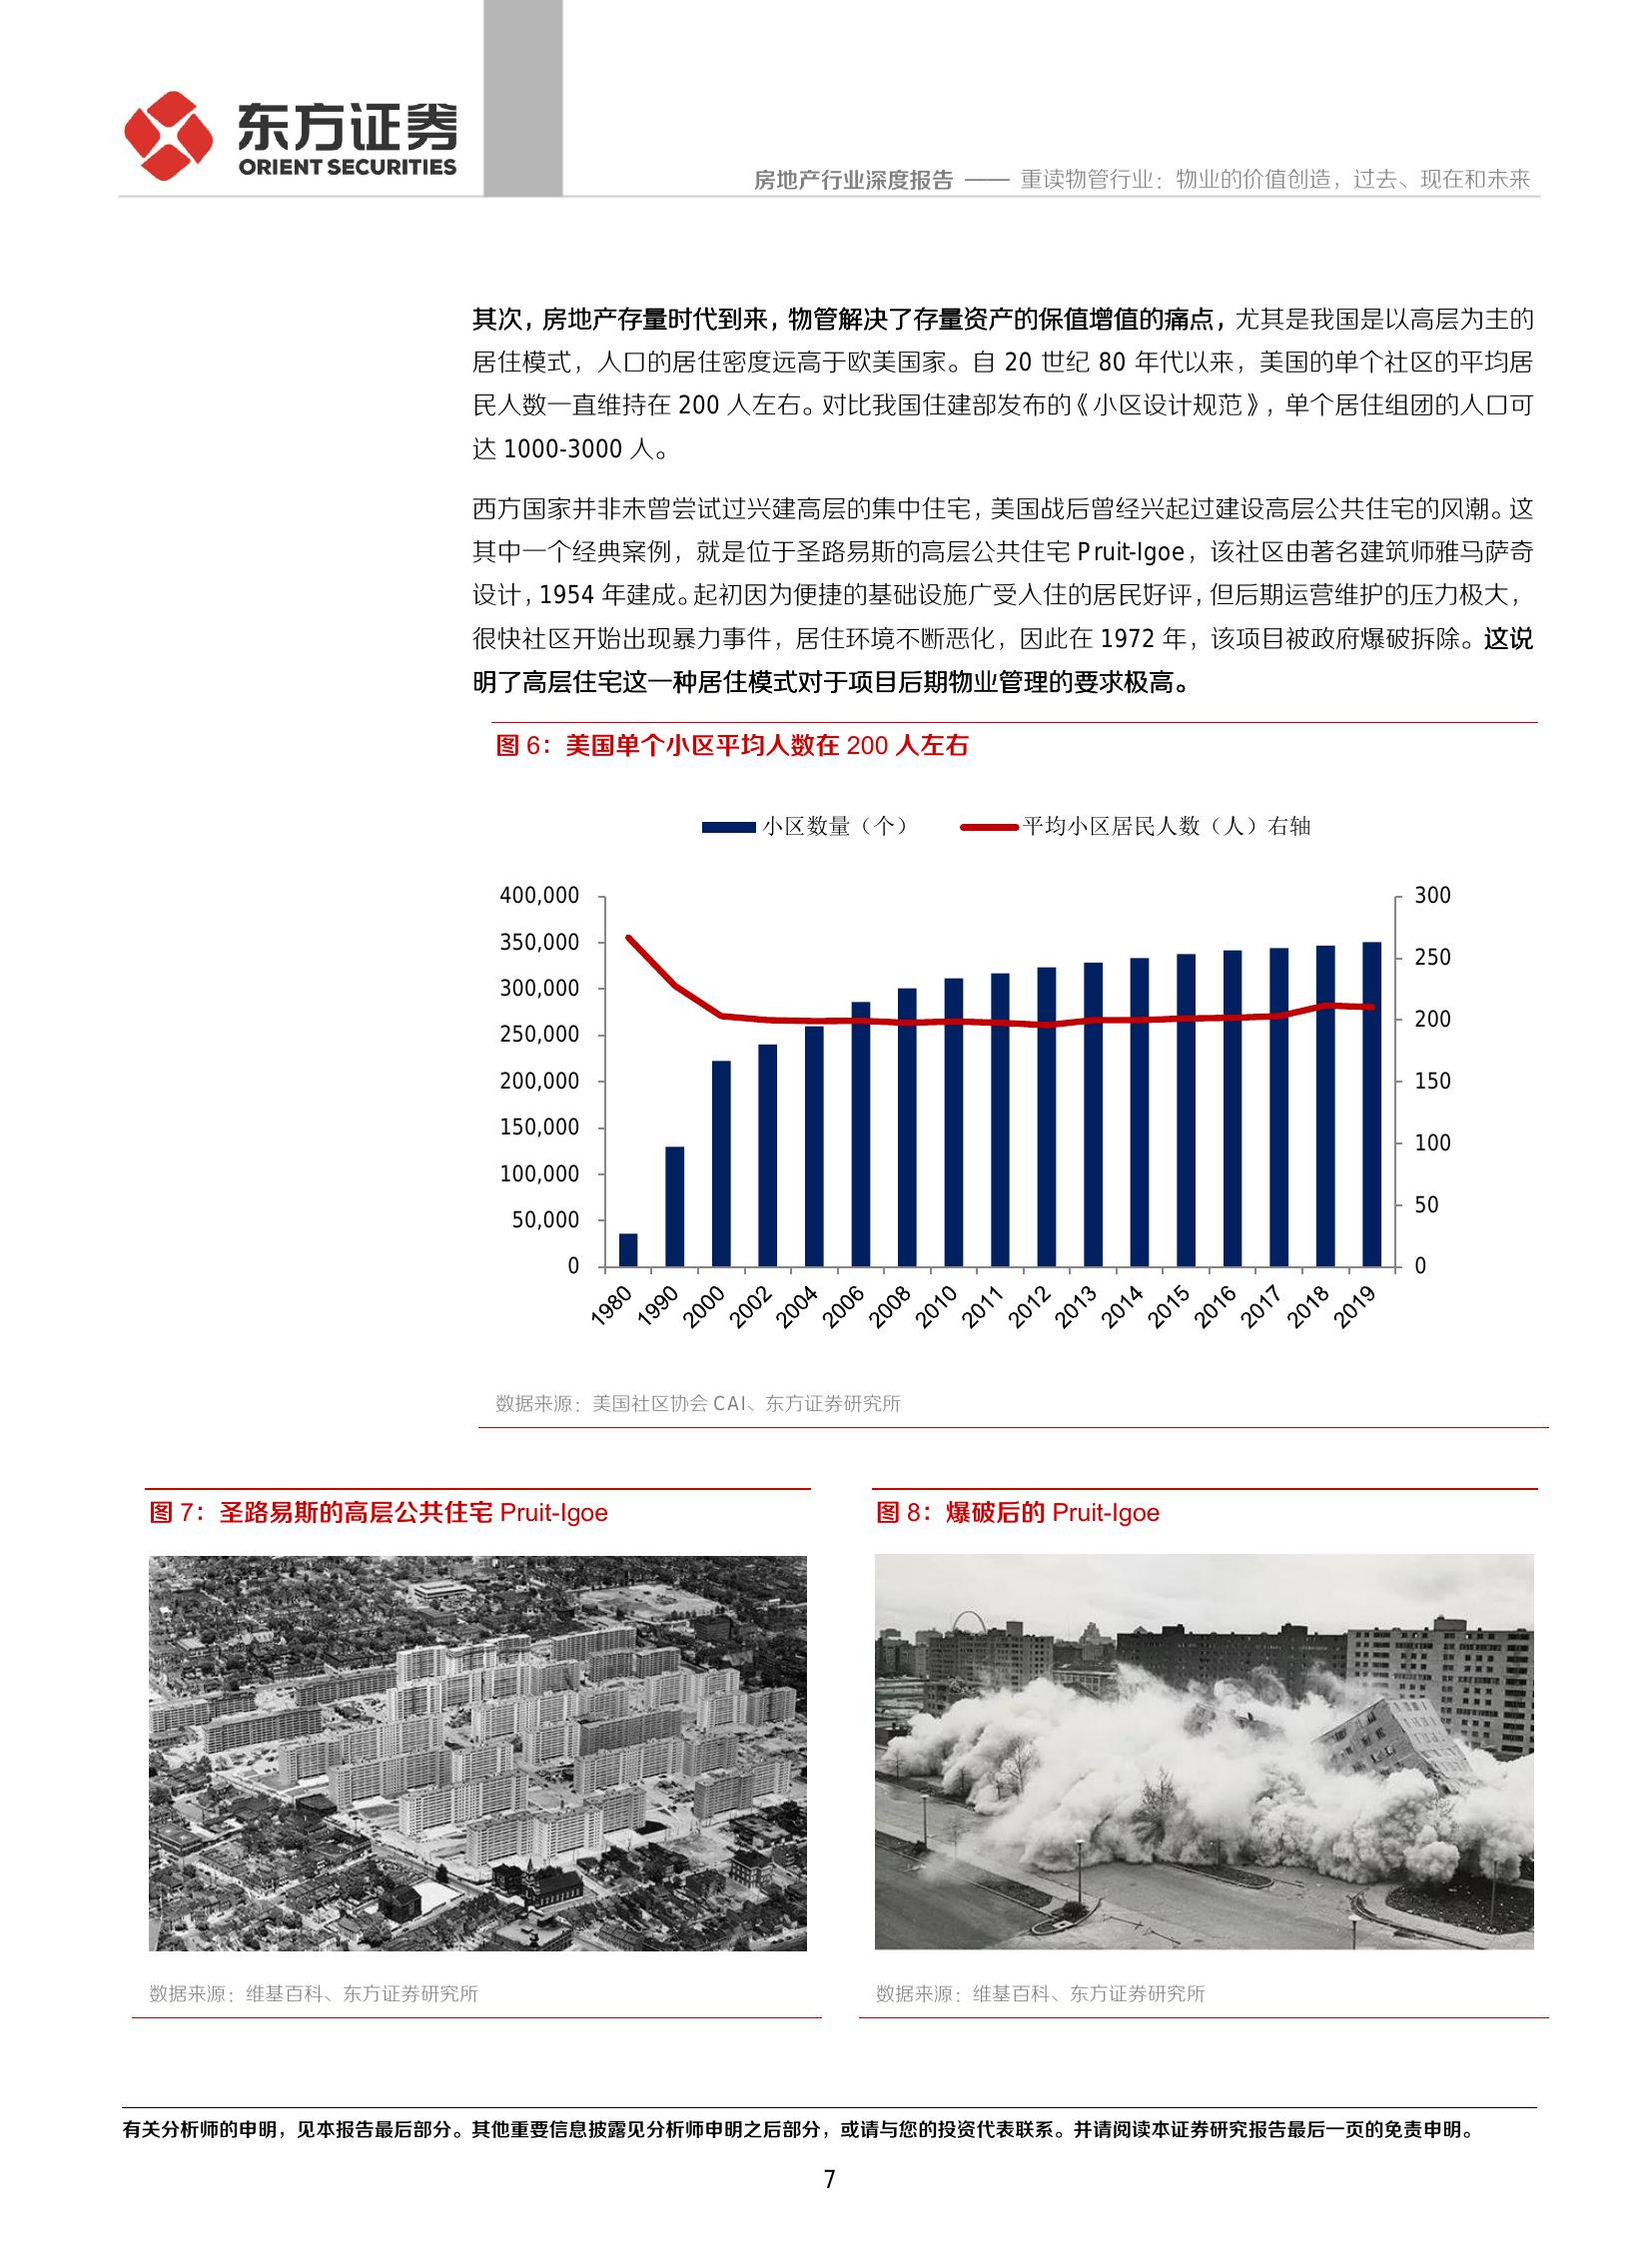 东方证券
ORIENT SECURITIES
房地产行业深度报告 —— 重读物管行业：物业的价值创造，过去、现在和未来
其次，房地产存量时代到来，物管解决了存量资产的保值增值的痛点，尤其是我国是以高层为主的
居住模式，人口的居住密度远高于欧美国家。自 20 世纪 80 年代以来，美国的单个社区的平均居
民人数一直维持在 200 人左右。对比我国住建部发布的《小区设计规范》，单个居住组团的人口可
达 1000-3000 人。
西方国家并非未曾尝试过兴建高层的集中住宅，美国战后曾经兴起过建设高层公共住宅的风潮。这
其中一个经典案例，就是位于圣路易斯的高层公共住宅 Pruit-Igoe，该社区由著名建筑师雅马萨奇
设计，1954 年建成。起初因为便捷的基础设施广受入住的居民好评，但后期运营维护的压力极大，
很快社区开始出现暴力事件，居住环境不断恶化，因此在 1972 年，该项目被政府爆破拆除。这说
明了高层住宅这一种居住模式对于项目后期物业管理的要求极高。
图 6：美国单个小区平均人数在 200 人左右
小区数量（个） 平均小区居民人数（人）右轴
400,000 300
350,000 250
300,000
250,000 200
200,000 150
150,000 100
100,000
50,000 50
0 0
1980 1990 2000 2002 2004 2006 2008 2010 2011 2012 2013 2014 2015 2016 2017 2018 2019
数据来源：美国社区协会 CAI、东方证券研究所
图 7：圣路易斯的高层公共住宅 Pruit-Igoe
图 8：爆破后的 Pruit-Igoe
数据来源：维基百科、东方证券研究所
数据来源：维基百科、东方证券研究所
有关分析师的申明，见本报告最后部分。其他重要信息披露见分析师申明之后部分，或请与您的投资代表联系。并请阅读本证券研究报告最后一页的免责申明。
7